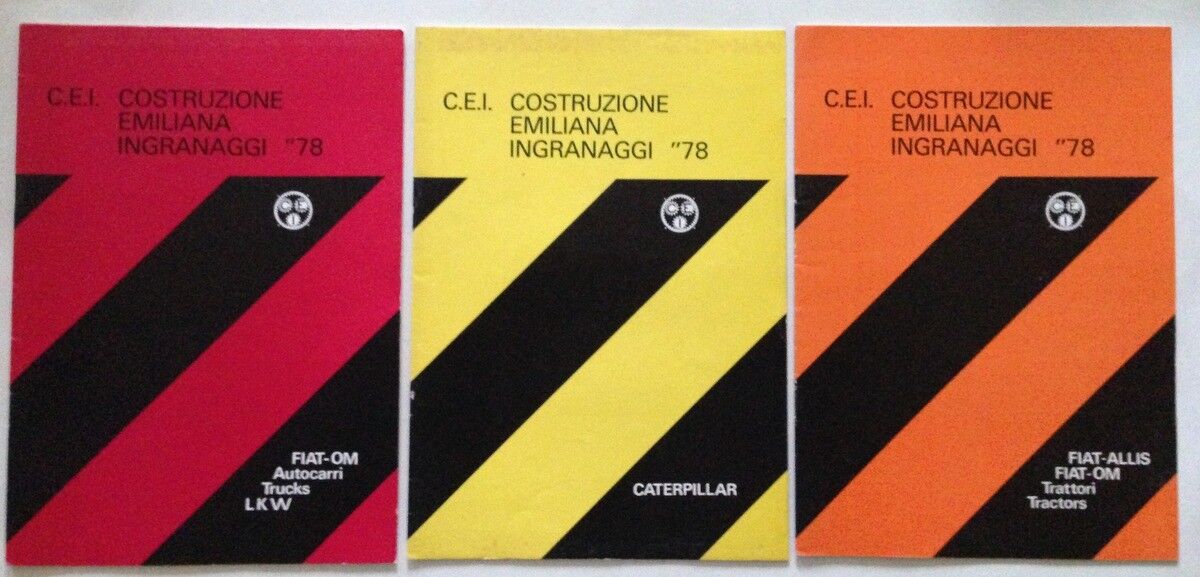 C.E.I. COSTRUZIONE
EMILIANA
INGRANAGGI "78
C E
I
FIAT-OM
Autocarri
Trucks
LKW
C.E.I. COSTRUZIONE
EMILIANA
INGRANAGGI "78
C E
I
CATERPILLAR
C.E.I. COSTRUZIONE
EMILIANA
INGRANAGGI "78
C E
I
FIAT-ALLIS
FIAT-OM
Trattori
Tractors